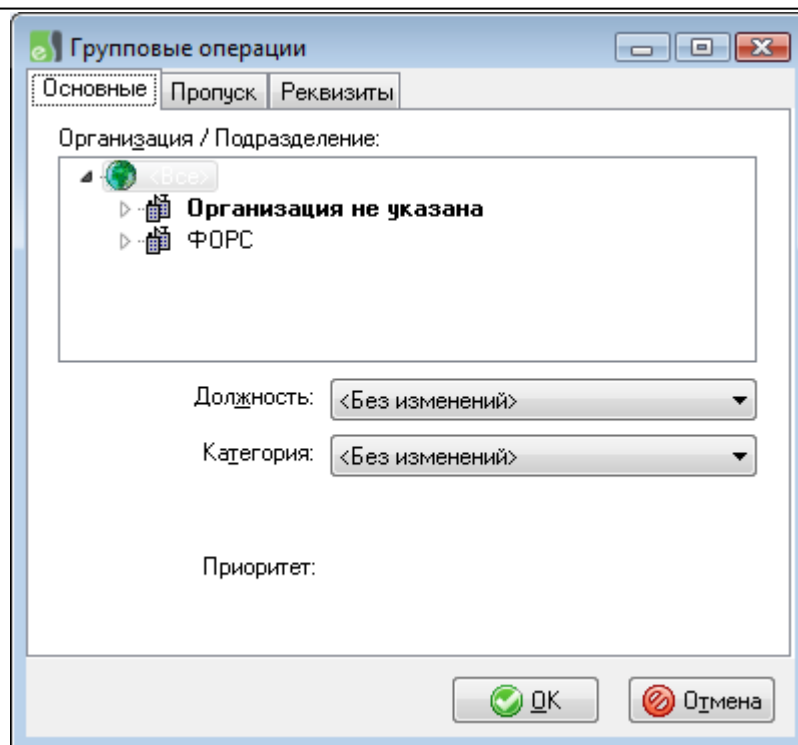 Групповые операции
Основные Пропуск Реквизиты
Организация / Подразделение:
<Все>
Организация не указана
ФОРС
Должность: <Без изменений>
Категория: <Без изменений>
Приоритет:
OK Отмена